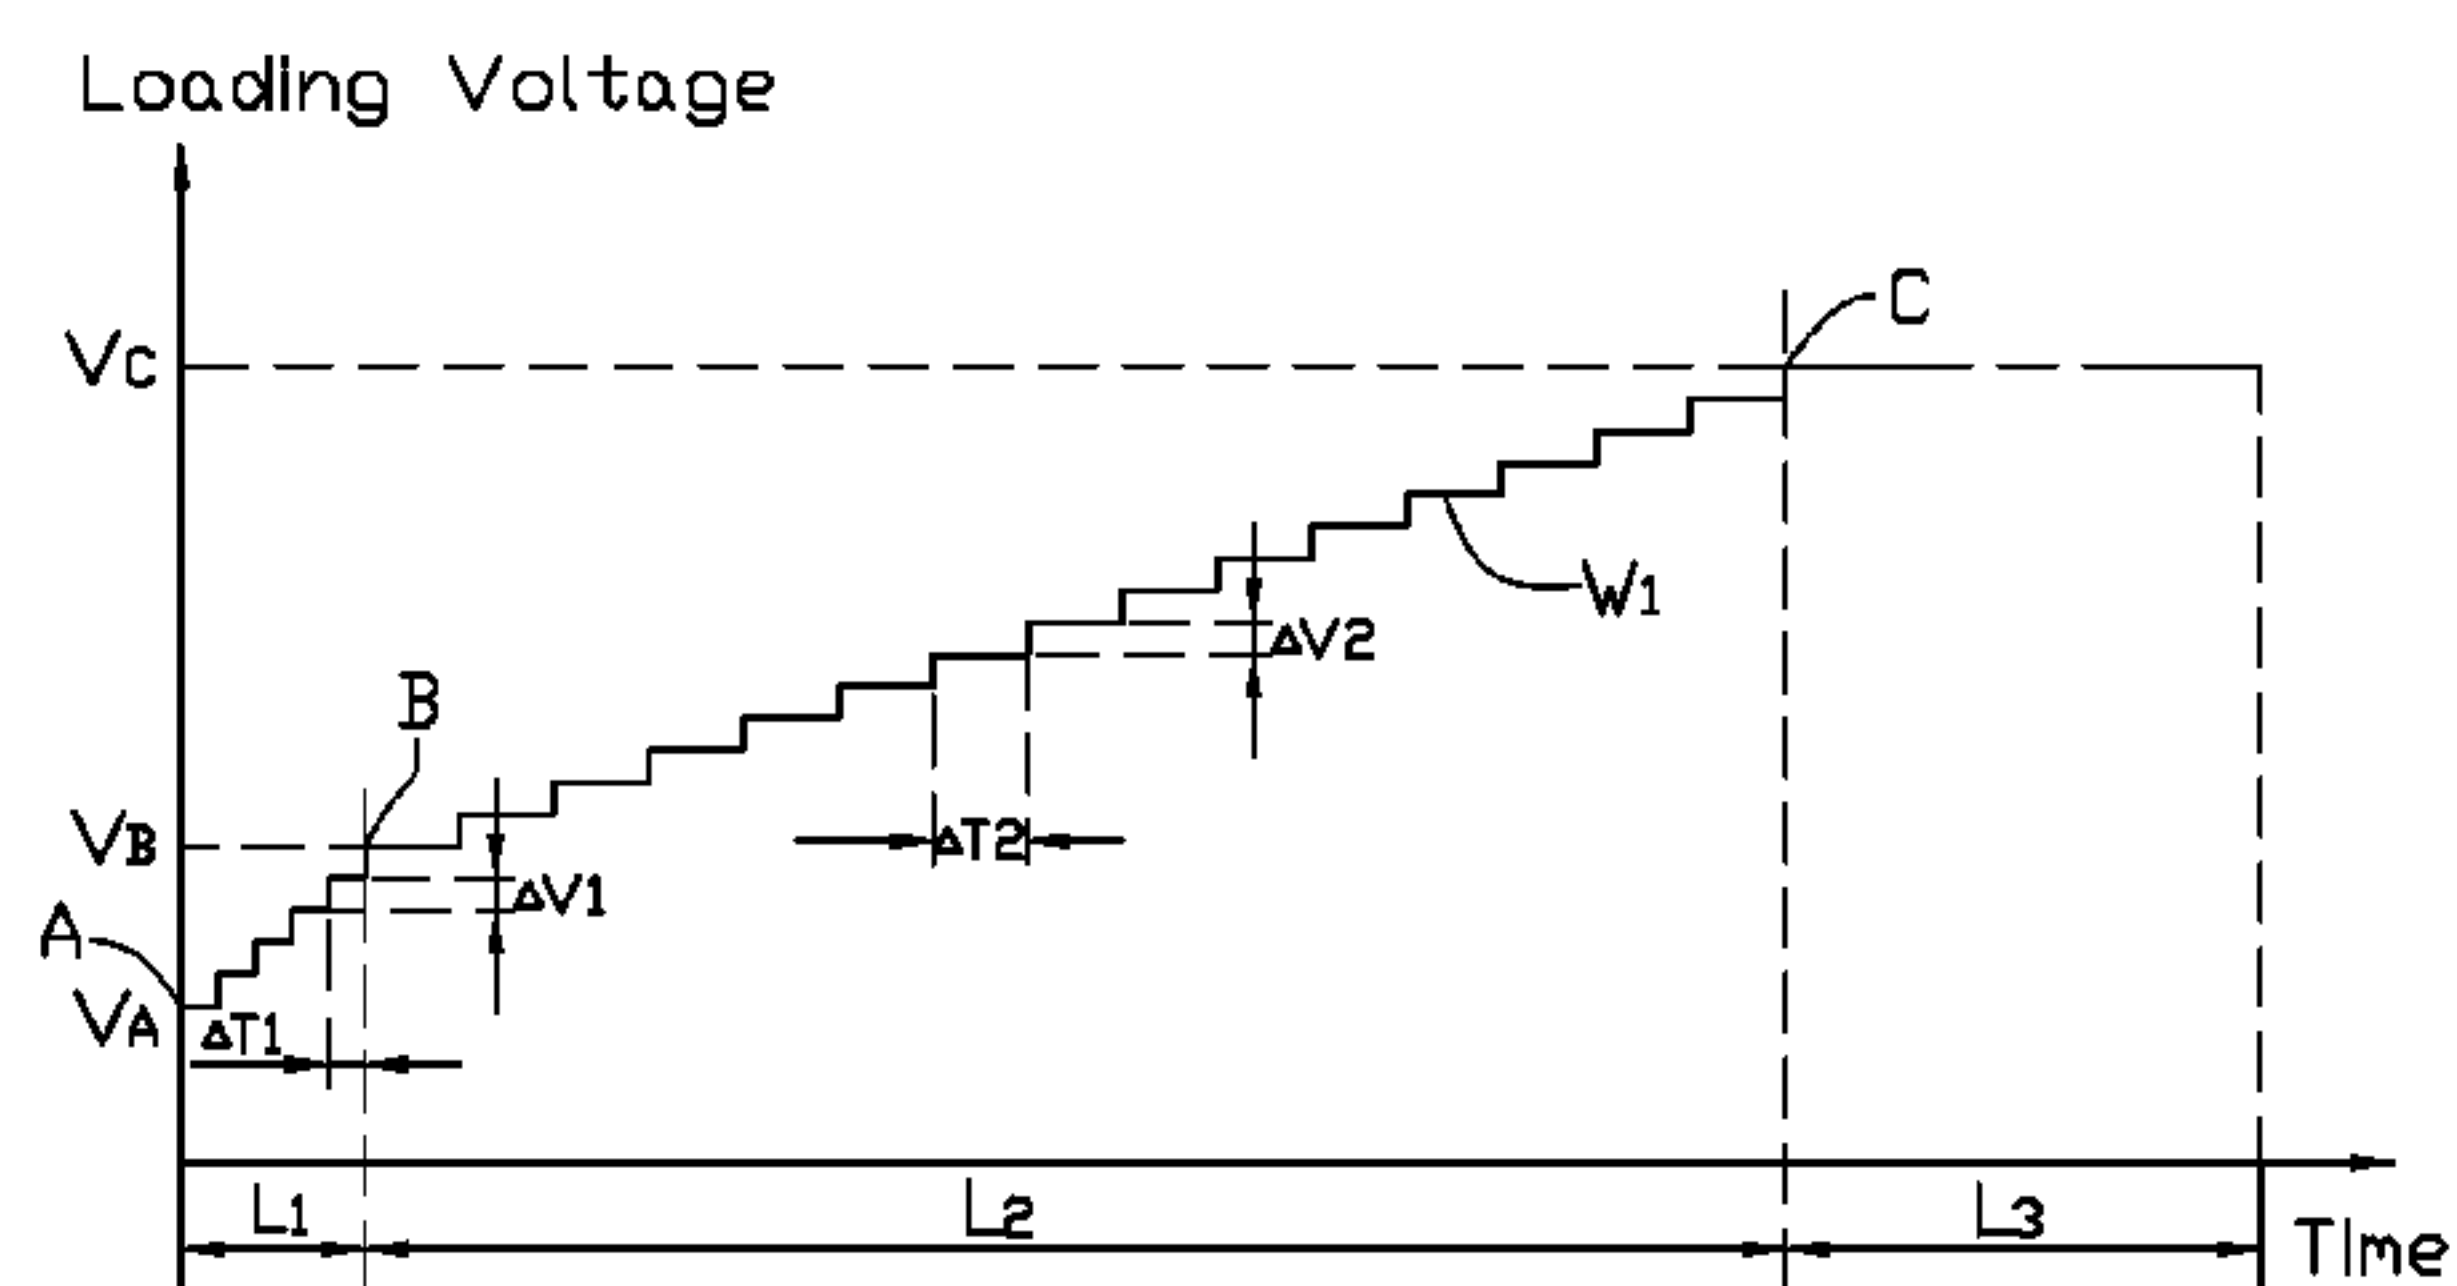 Loading Voltage
C
VC
W1
ΔV2
B
VB
ΔT2
ΔV1
A
VA
ΔT1
L1
L2
L3
TIme